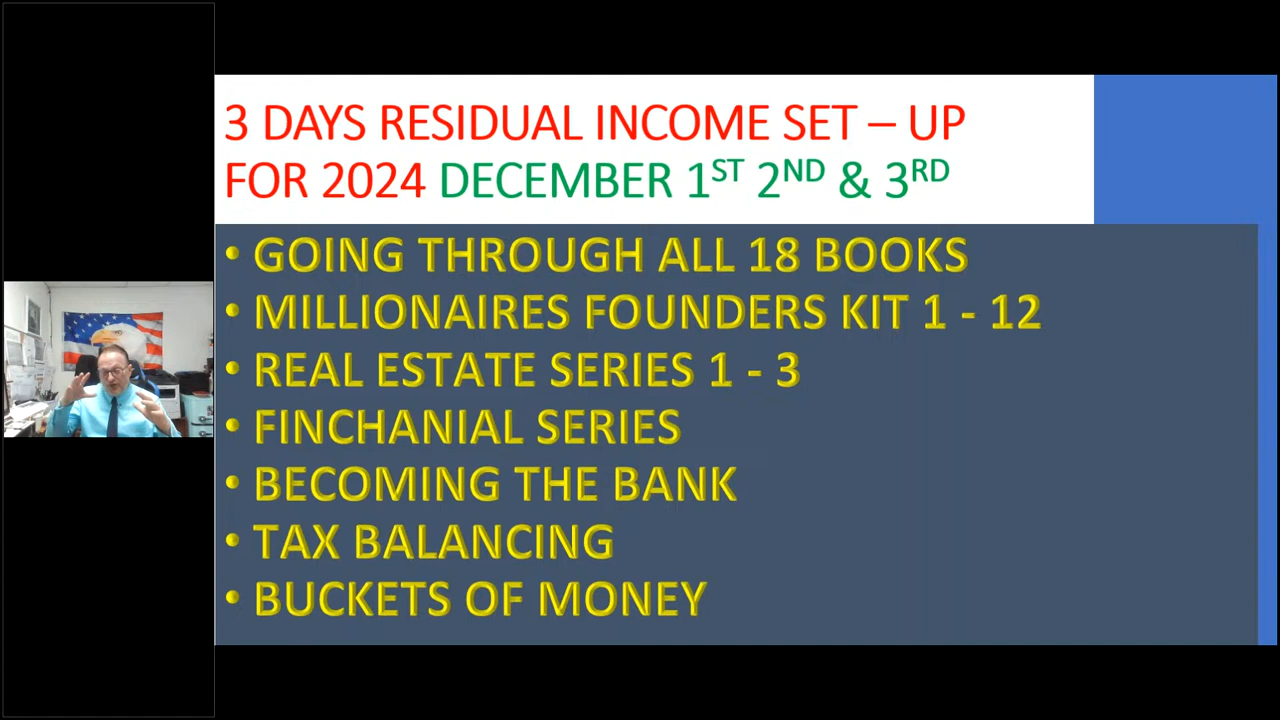 3 DAYS RESIDUAL INCOME SET – UP
FOR 2024 DECEMBER 1ST 2ND & 3RD
• GOING THROUGH ALL 18 BOOKS
• MILLIONAIRES FOUNDERS KIT 1 - 12
• REAL ESTATE SERIES 1 - 3
• FINCHANIAL SERIES
• BECOMING THE BANK
• TAX BALANCING
• BUCKETS OF MONEY